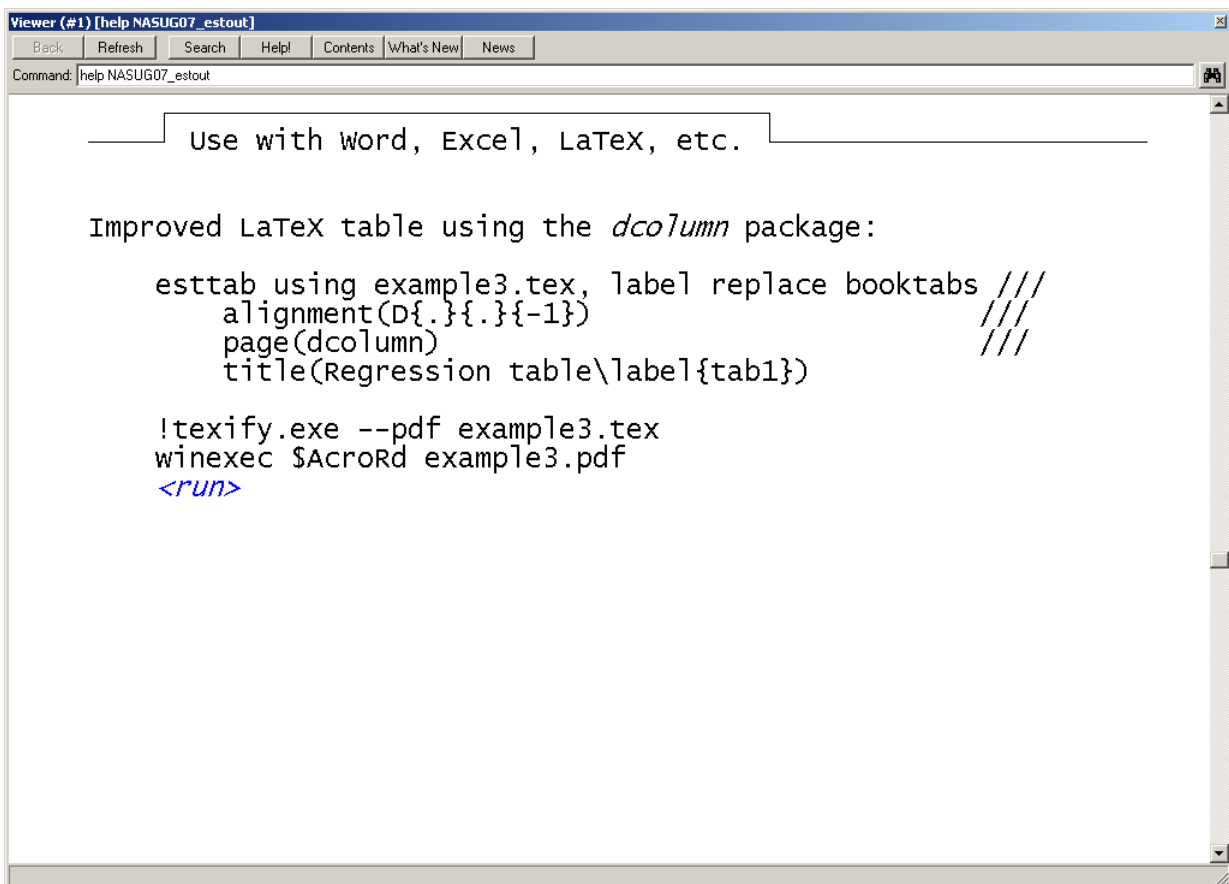 Viewer (#1) [help NASUG07_estout]
Back Refresh Search Help! Contents What's New News
Command: help NASUG07_estout
Use with Word, Excel, LaTeX, etc.
Improved LaTeX table using the dcolumn package:
esttab using example3.tex, label replace booktabs ///
alignment(D{.}{.}{-1}) ///
page(dcolumn) ///
title(Regression table\label{tab1})
!texify.exe --pdf example3.tex
winexec $AcroRd example3.pdf
<run>